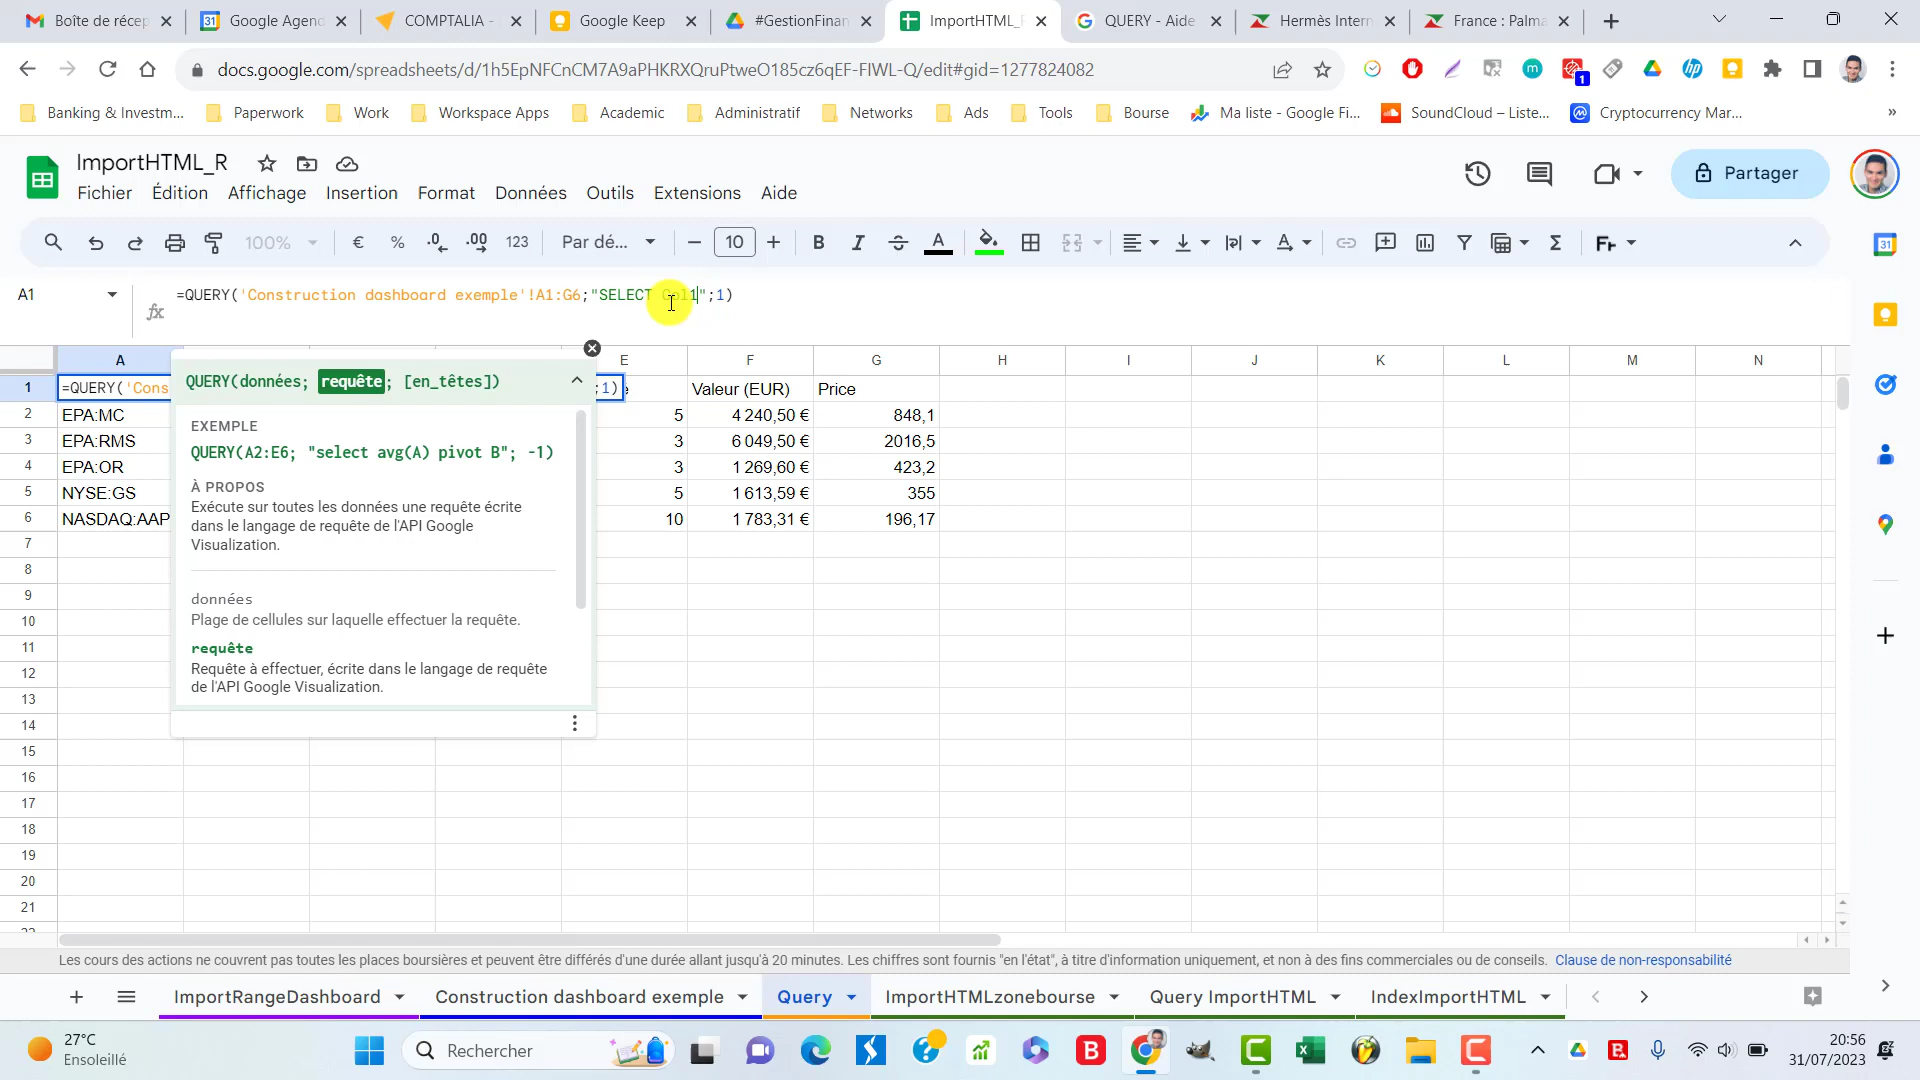 Boîte de récep
Google Agend
COMPTALIA -
Google Keep
#GestionFinan
ImportHTML_R
QUERY - Aide
Hermès Intern
France : Palma
docs.google.com/spreadsheets/d/1h5EpNFCnCM7A9aPHKRXQruPtweO185cz6qEF-FIWL-Q/edit#gid=1277824082
Banking & Investm... Paperwork Work Workspace Apps Academic Administratif Networks Ads Tools Bourse Ma liste - Google Fi... SoundCloud – Liste... Cryptocurrency Mar... »
ImportHTML_R
Fichier Édition Affichage Insertion Format Données Outils Extensions Aide
Partager
100% € % .0 .00 123 Par dé... 10 B I A Σ
A1
=QUERY('Construction dashboard exemple'!A1:G6;"SELECT Col1";1)
A E F G H I J K L M N
1 =QUERY('Cons ;1) Valeur (EUR) Price
2 EPA:MC 5 4 240,50 € 848,1
3 EPA:RMS 3 6 049,50 € 2016,5
4 EPA:OR 3 1 269,60 € 423,2
5 NYSE:GS 5 1 613,59 € 355
6 NASDAQ:AAP 10 1 783,31 € 196,17
7
8
9
10
11
12
13
14
15
16
17
18
19
20
21
QUERY(données; requête; [en_têtes])
EXEMPLE
QUERY(A2:E6; "select avg(A) pivot B"; -1)
À PROPOS
Exécute sur toutes les données une requête écrite
dans le langage de requête de l'API Google
Visualization.
données
Plage de cellules sur laquelle effectuer la requête.
requête
Requête à effectuer, écrite dans le langage de requête
de l'API Google Visualization.
Les cours des actions ne couvrent pas toutes les places boursières et peuvent être différés d'une durée allant jusqu'à 20 minutes. Les chiffres sont fournis "en l'état", à titre d'information uniquement, et non à des fins commerciales ou de conseils. Clause de non-responsabilité
ImportRangeDashboard Construction dashboard exemple Query ImportHTMLzonebourse Query ImportHTML IndexImportHTML
27°C
Ensoleillé
Rechercher
20:56
31/07/2023